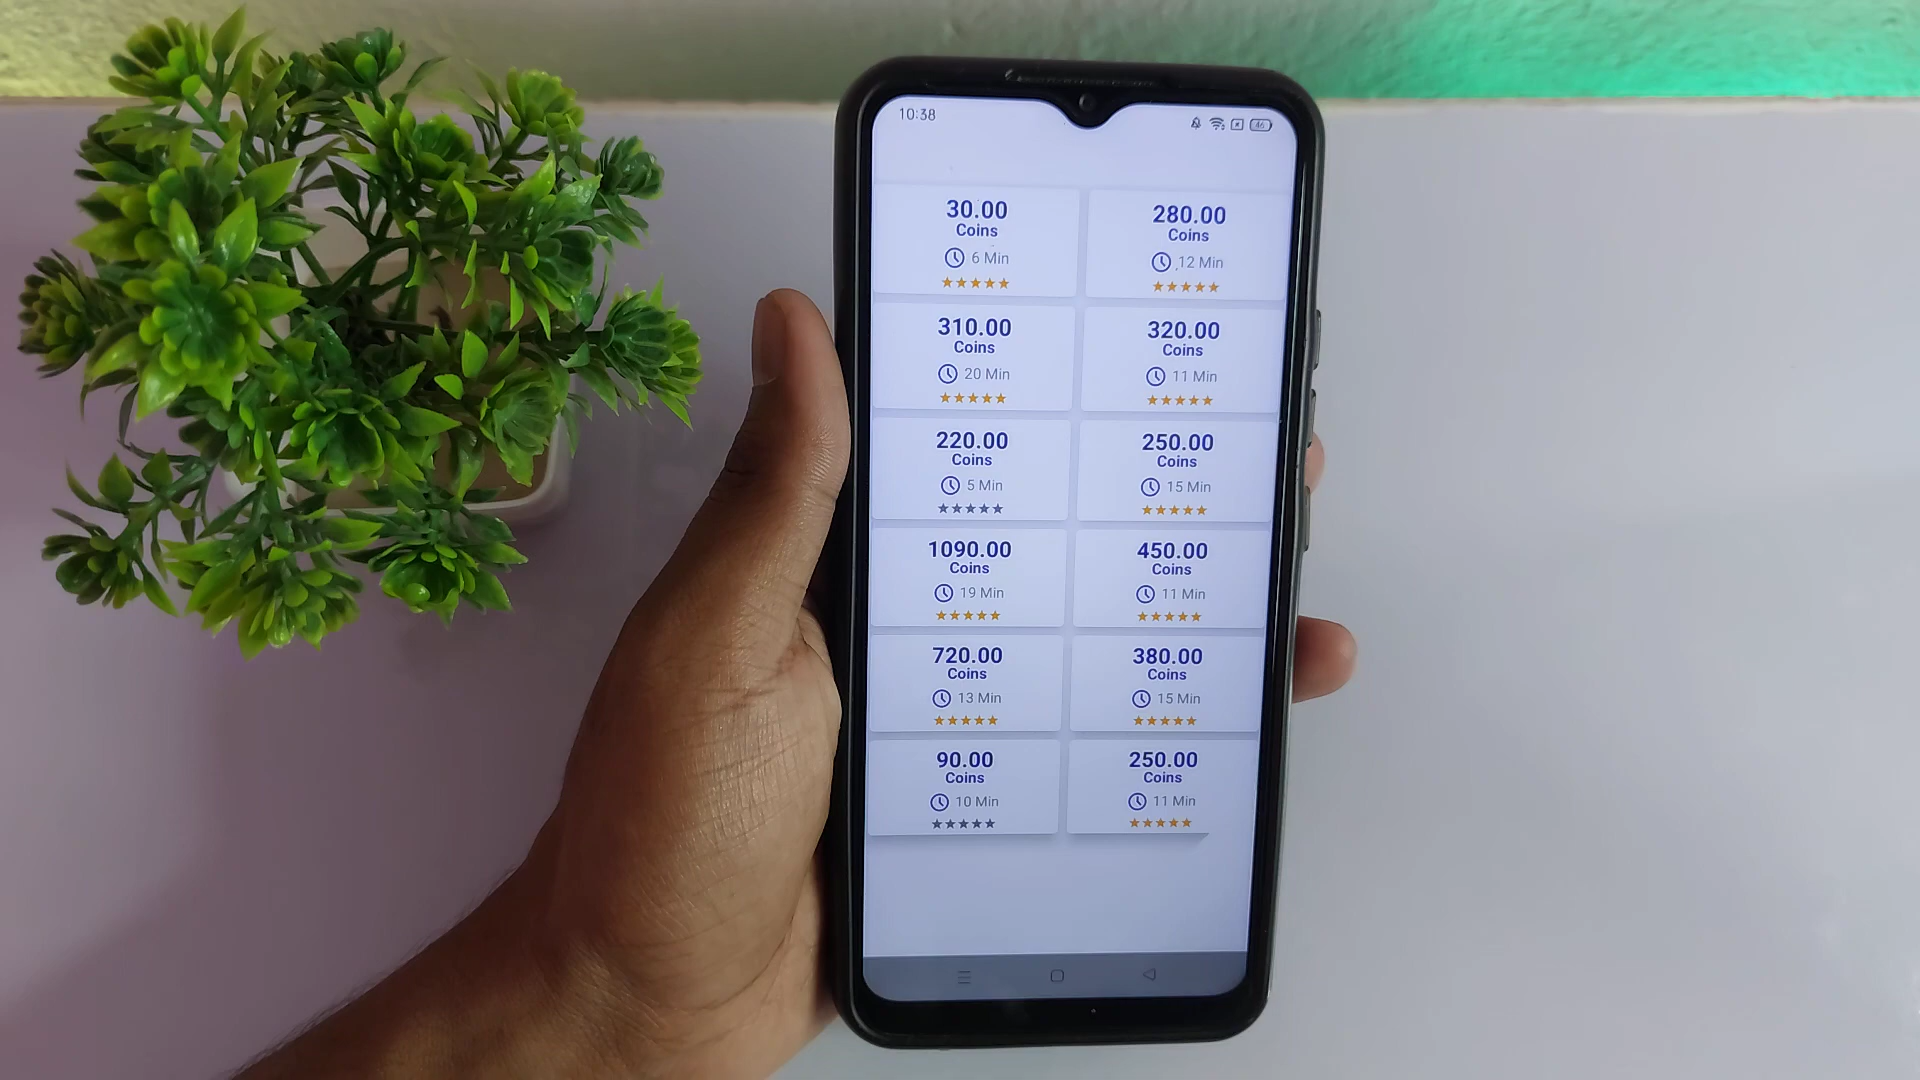 10:38
46
30.00
Coins
6 Min
280.00
Coins
12 Min
310.00
Coins
20 Min
320.00
Coins
11 Min
220.00
Coins
5 Min
250.00
Coins
15 Min
1090.00
Coins
19 Min
450.00
Coins
11 Min
720.00
Coins
13 Min
380.00
Coins
15 Min
90.00
Coins
10 Min
250.00
Coins
11 Min